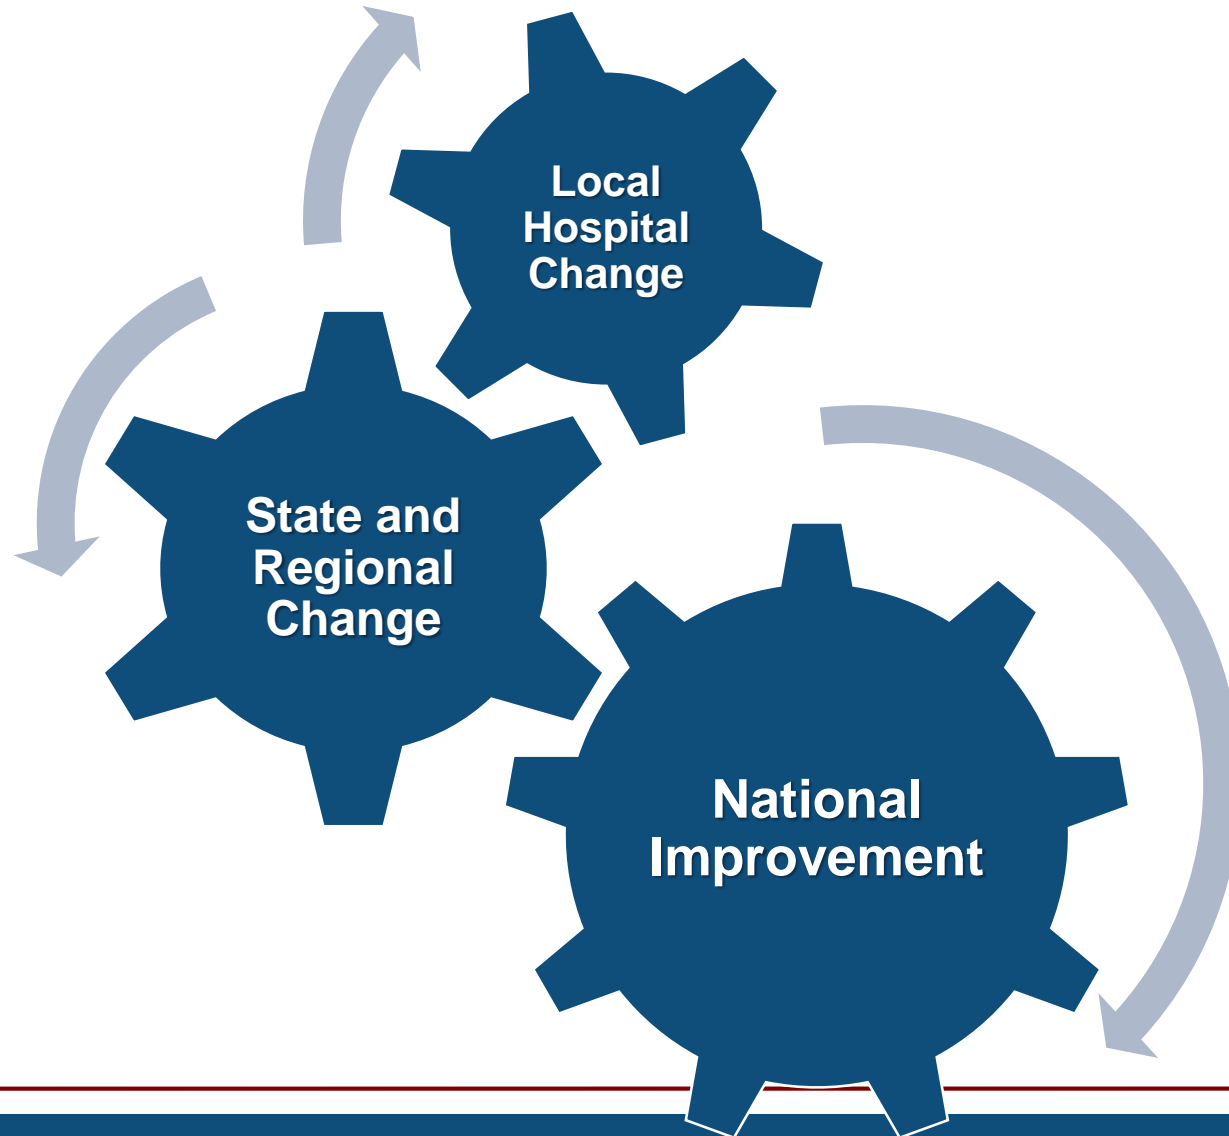 Local
Hospital
Change
State and
Regional
Change
National
Improvement